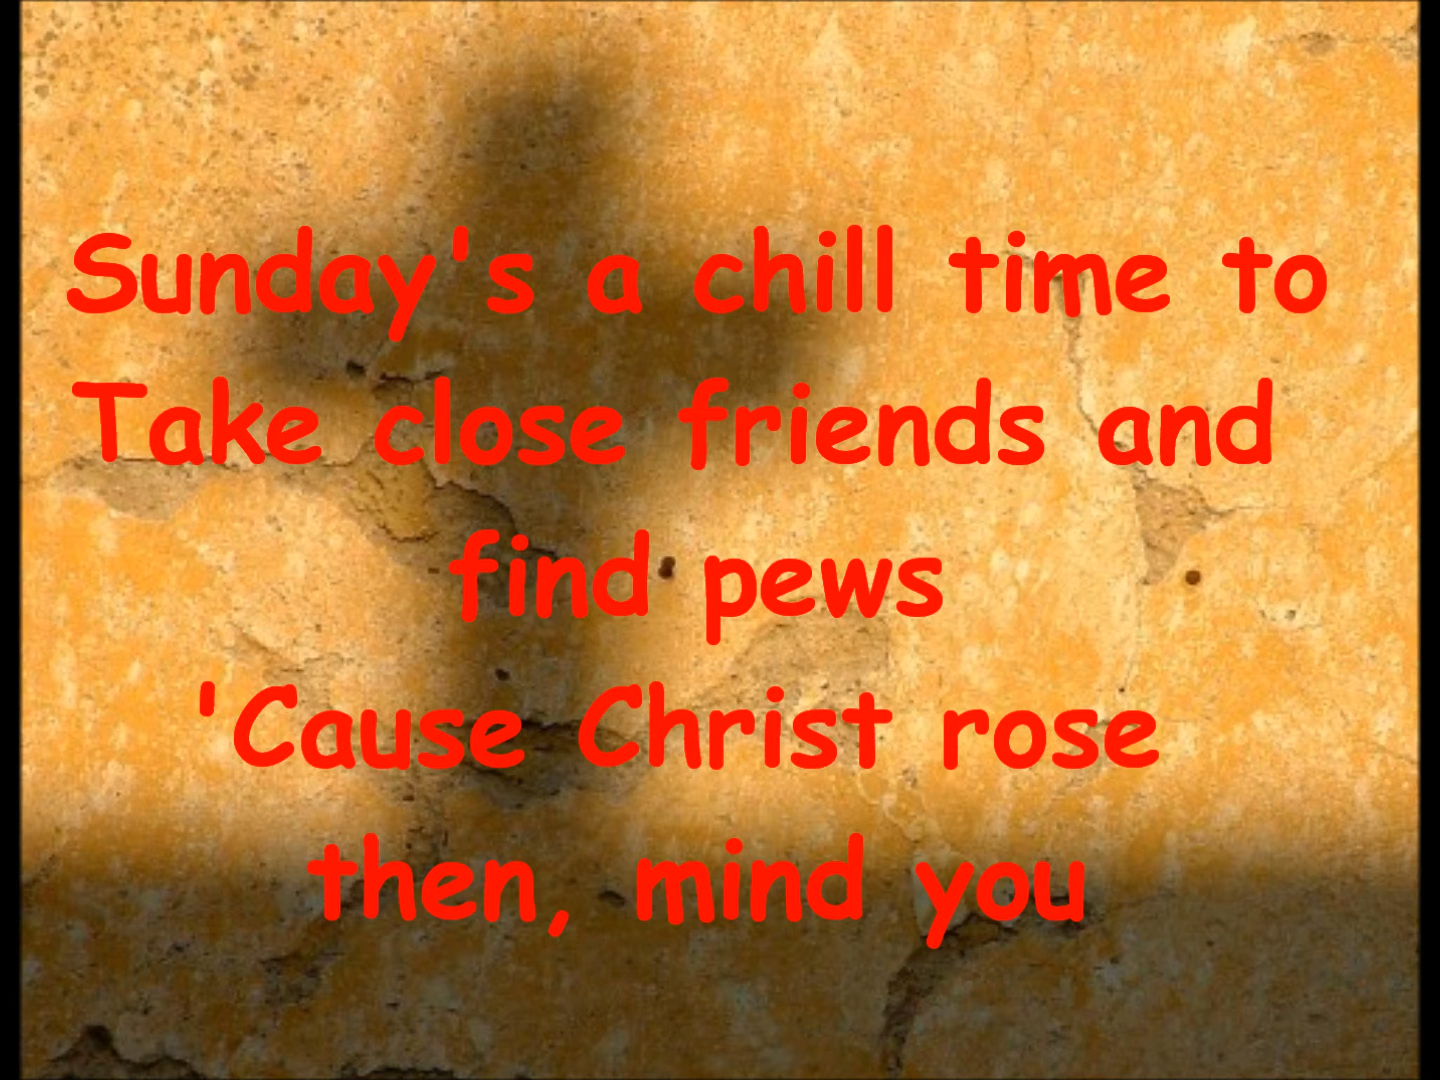 Sunday's a chill time to
Take close friends and
find pews
'Cause Christ rose
then, mind you